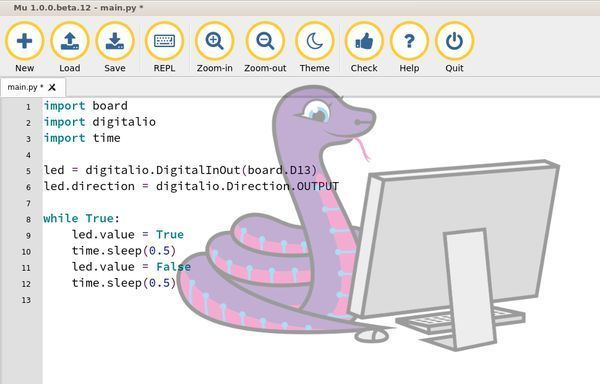 Mu 1.0.0.beta.12 - main.py *
New Load Save REPL Zoom-in Zoom-out Theme Check Help Quit
main.py * X
1 import board
2 import digitalio
3 import time
4
5 led = digitalio.DigitalInOut(board.D13)
6 led.direction = digitalio.Direction.OUTPUT
7
8 while True:
9     led.value = True
10     time.sleep(0.5)
11     led.value = False
12     time.sleep(0.5)
13